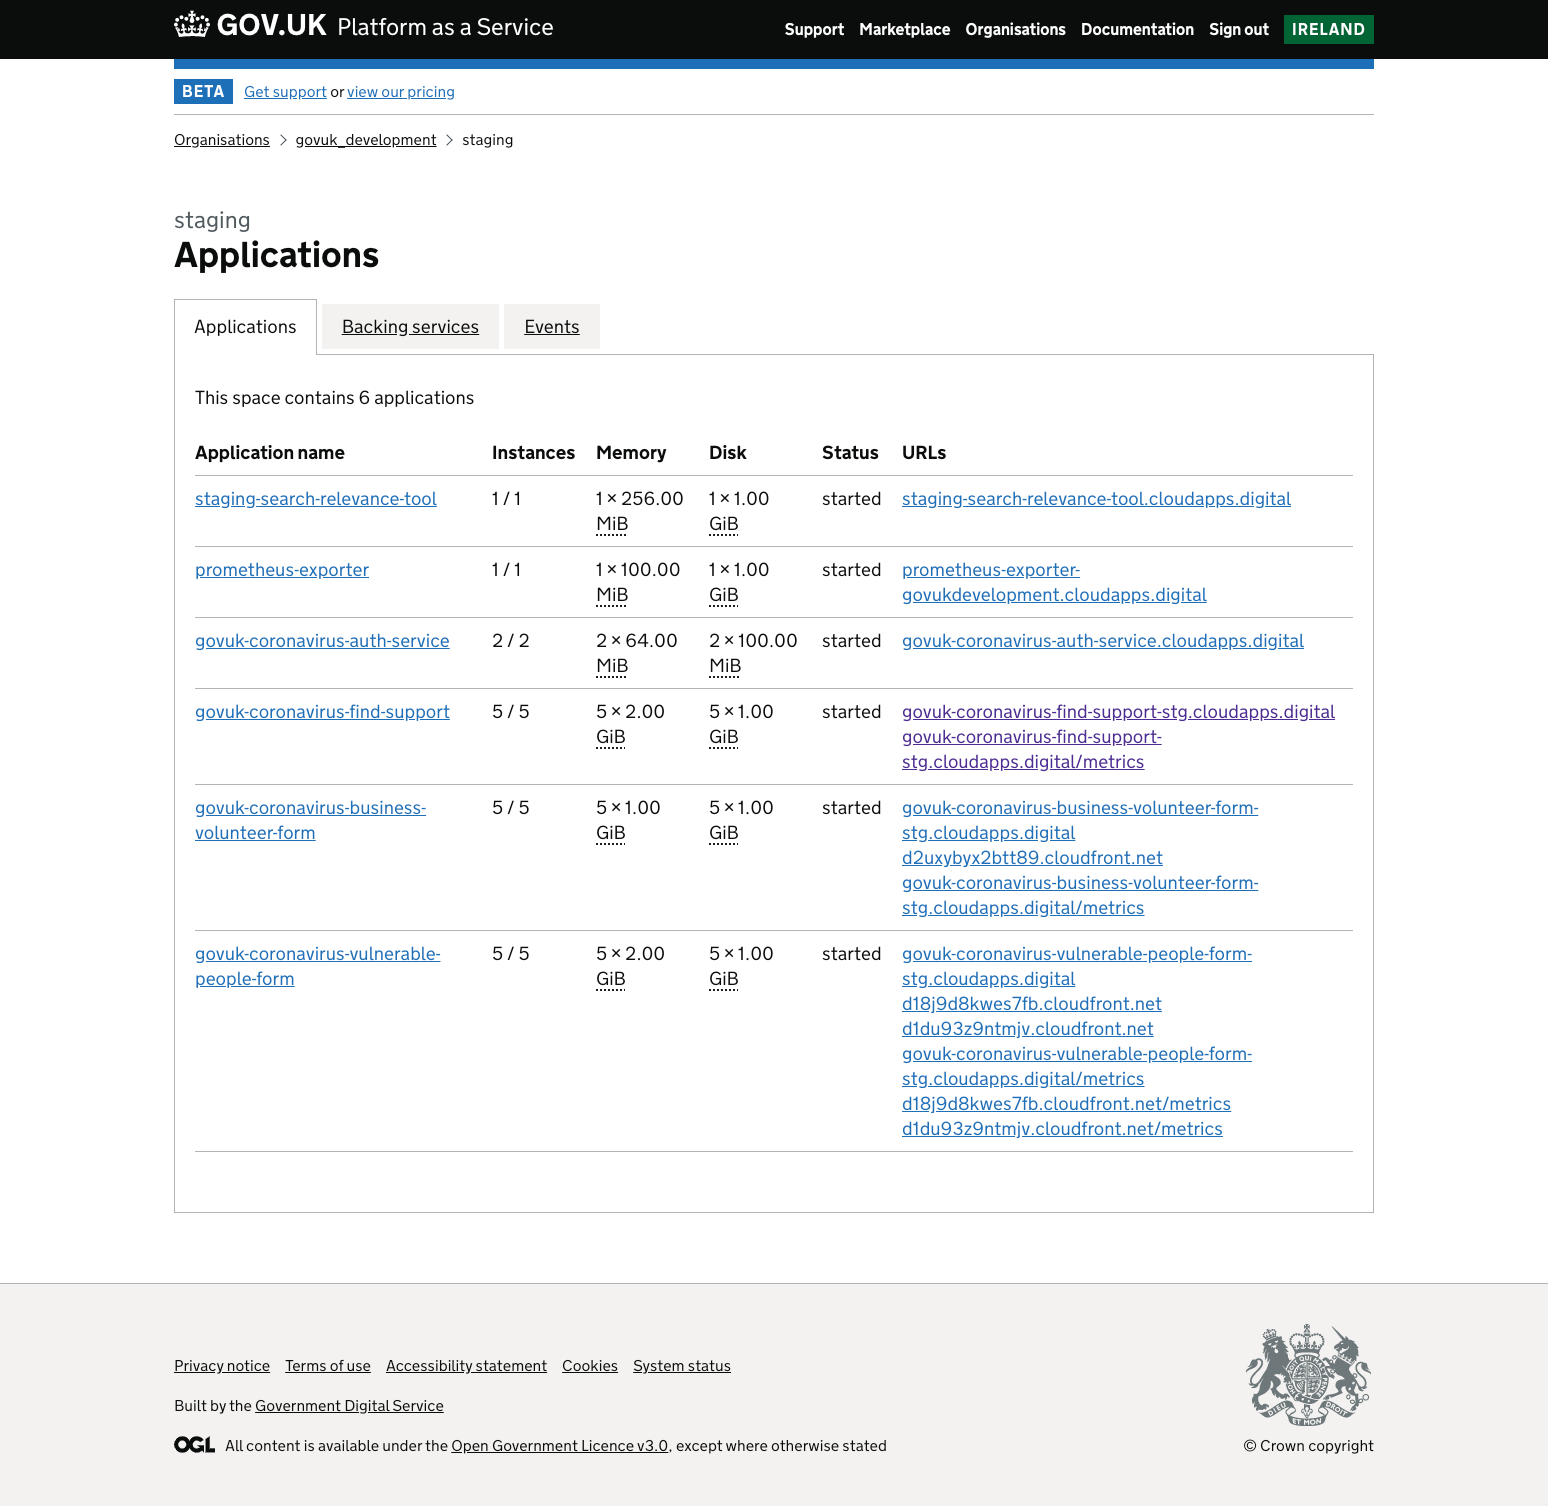 GOV.UK Platform as a Service Support Marketplace Organisations Documentation Sign out IRELAND
BETA Get support or view our pricing
Organisations govuk_development staging
staging
Applications
Applications Backing services Events
This space contains 6 applications
Application name Instances Memory Disk Status URLs
staging-search-relevance-tool 1 / 1 1 × 256.00 MiB 1 × 1.00 GiB started staging-search-relevance-tool.cloudapps.digital
prometheus-exporter 1 / 1 1 × 100.00 MiB 1 × 1.00 GiB started prometheus-exporter-
govukdevelopment.cloudapps.digital
govuk-coronavirus-auth-service 2 / 2 2 × 64.00 MiB 2 × 100.00 MiB started govuk-coronavirus-auth-service.cloudapps.digital
govuk-coronavirus-find-support 5 / 5 5 × 2.00 GiB 5 × 1.00 GiB started govuk-coronavirus-find-support-stg.cloudapps.digital
govuk-coronavirus-find-support-
stg.cloudapps.digital/metrics
govuk-coronavirus-business-
volunteer-form 5 / 5 5 × 1.00 GiB 5 × 1.00 GiB started govuk-coronavirus-business-volunteer-form-
stg.cloudapps.digital
d2uxybyx2btt89.cloudfront.net
govuk-coronavirus-business-volunteer-form-
stg.cloudapps.digital/metrics
govuk-coronavirus-vulnerable-
people-form 5 / 5 5 × 2.00 GiB 5 × 1.00 GiB started govuk-coronavirus-vulnerable-people-form-
stg.cloudapps.digital
d18j9d8kwes7fb.cloudfront.net
d1du93z9ntmjv.cloudfront.net
govuk-coronavirus-vulnerable-people-form-
stg.cloudapps.digital/metrics
d18j9d8kwes7fb.cloudfront.net/metrics
d1du93z9ntmjv.cloudfront.net/metrics
Privacy notice Terms of use Accessibility statement Cookies System status
Built by the Government Digital Service
OGL All content is available under the Open Government Licence v3.0, except where otherwise stated
DIEU ET MON DROIT
© Crown copyright